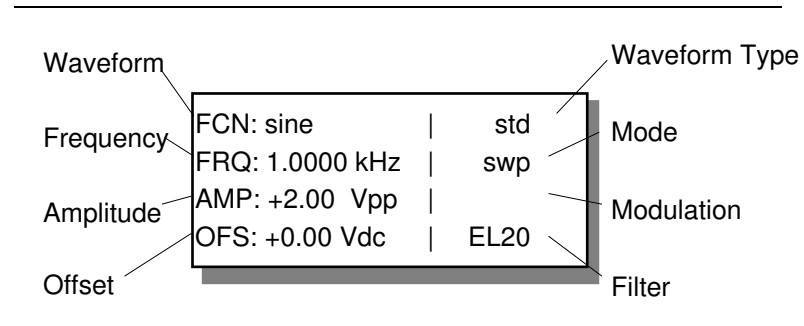 Waveform
Waveform Type
FCN: sine | std
Frequency
Mode
FRQ: 1.0000 kHz | swp
AMP: +2.00 Vpp |
Amplitude
Modulation
OFS: +0.00 Vdc | EL20
Offset
Filter